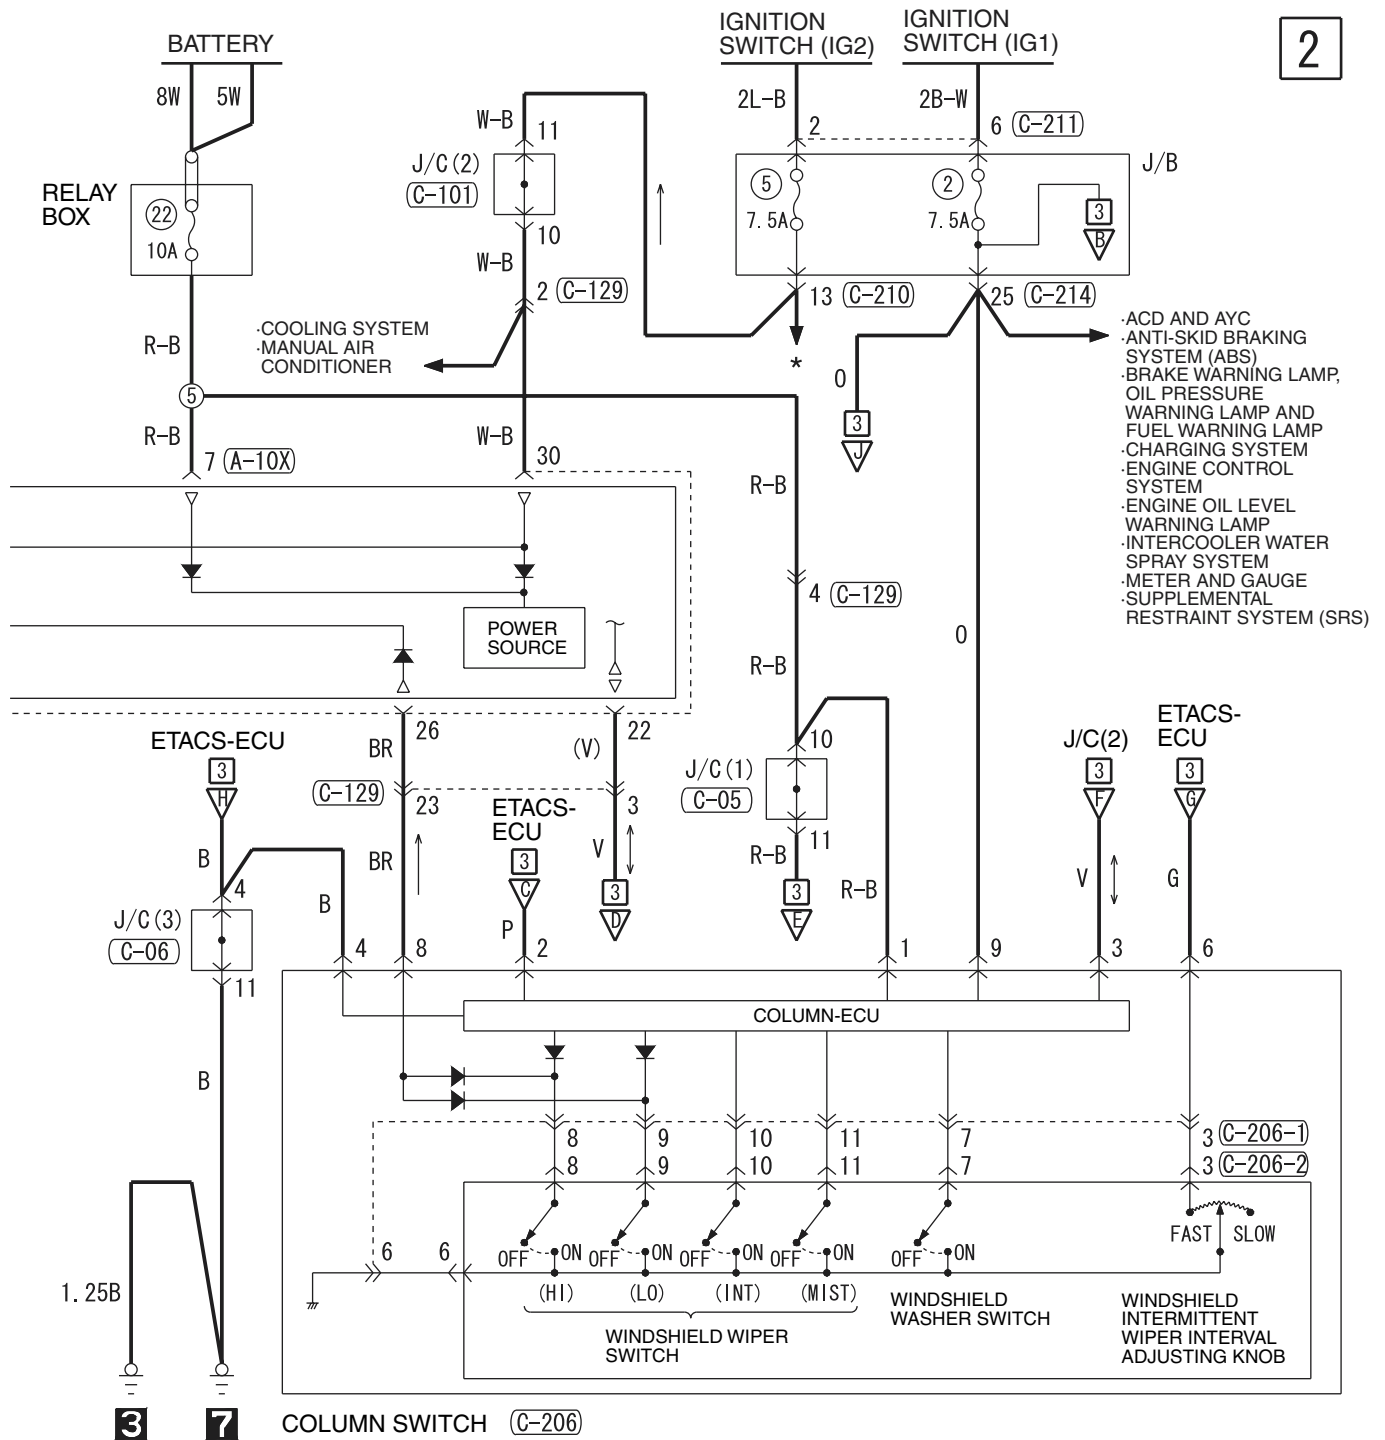 BATTERY
IGNITION
SWITCH (IG2)
IGNITION
SWITCH (IG1)
2
8W
5W
W-B
11
2L-B
2
2B-W
6
C-211
J/C(2)
C-101
10
J/B
RELAY
BOX
22
10A
5
7.5A
2
7.5A
3
B
W-B
2
C-129
13
C-210
25
C-214
·COOLING SYSTEM
·MANUAL AIR
CONDITIONER
*
O
3
J
·ACD AND AYC
·ANTI-SKID BRAKING
SYSTEM (ABS)
·BRAKE WARNING LAMP,
OIL PRESSURE
WARNING LAMP AND
FUEL WARNING LAMP
·CHARGING SYSTEM
·ENGINE CONTROL
SYSTEM
·ENGINE OIL LEVEL
WARNING LAMP
·INTERCOOLER WATER
SPRAY SYSTEM
·METER AND GAUGE
·SUPPLEMENTAL
RESTRAINT SYSTEM (SRS)
R-B
5
R-B
7
A-10X
W-B
30
R-B
4
C-129
R-B
O
POWER
SOURCE
26
22
BR
(V)
C-129
23
3
BR
V
3
D
ETACS-ECU
3
H
B
4
B
J/C(3)
C-06
11
ETACS-
ECU
3
C
P
10
J/C(1)
C-05
11
R-B
3
E
R-B
J/C(2)
3
F
V
ETACS-
ECU
3
G
G
4
8
2
1
9
3
6
COLUMN-ECU
B
8
9
10
11
7
3
C-206-1
8
9
10
11
7
3
C-206-2
OFF
ON
OFF
ON
OFF
ON
OFF
ON
OFF
ON
FAST
SLOW
6
6
(HI)
(LO)
(INT)
(MIST)
WINDSHIELD WIPER
SWITCH
WINDSHIELD
WASHER SWITCH
WINDSHIELD
INTERMITTENT
WIPER INTERVAL
ADJUSTING KNOB
1.25B
3
7
COLUMN SWITCH
C-206